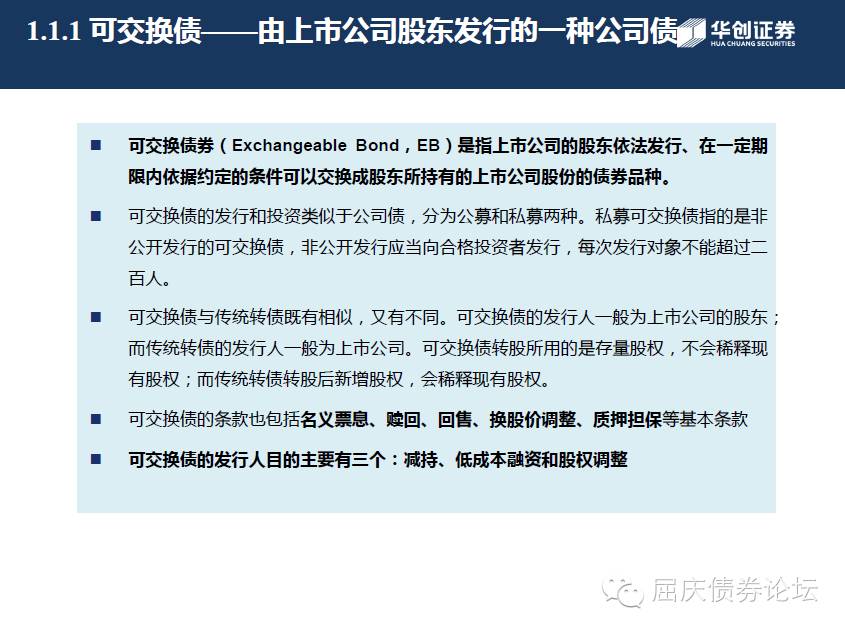 1.1.1 可交换债——由上市公司股东发行的一种公司债
华创证券
HUA CHUANG SECURITIES
可交换债券（Exchangeable Bond，EB）是指上市公司的股东依法发行、在一定期
限内依据约定的条件可以交换成股东所持有的上市公司股份的债券品种。
可交换债的发行和投资类似于公司债，分为公募和私募两种。私募可交换债指的是非
公开发行的可交换债，非公开发行应当向合格投资者发行，每次发行对象不能超过二
百人。
可交换债与传统转债既有相似，又有不同。可交换债的发行人一般为上市公司的股东；
而传统转债的发行人一般为上市公司。可交换债转股所用的是存量股权，不会稀释现
有股权；而传统转债转股后新增股权，会稀释现有股权。
可交换债的条款也包括名义票息、赎回、回售、换股价调整、质押担保等基本条款
可交换债的发行人目的主要有三个：减持、低成本融资和股权调整
屈庆债券论坛